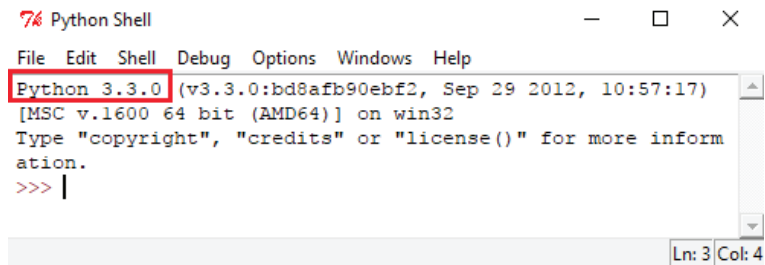 Python Shell
File Edit Shell Debug Options Windows Help
Python 3.3.0 (v3.3.0:bd8afb90ebf2, Sep 29 2012, 10:57:17)
[MSC v.1600 64 bit (AMD64)] on win32
Type "copyright", "credits" or "license()" for more inform
ation.
>>>
Ln: 3 Col: 4